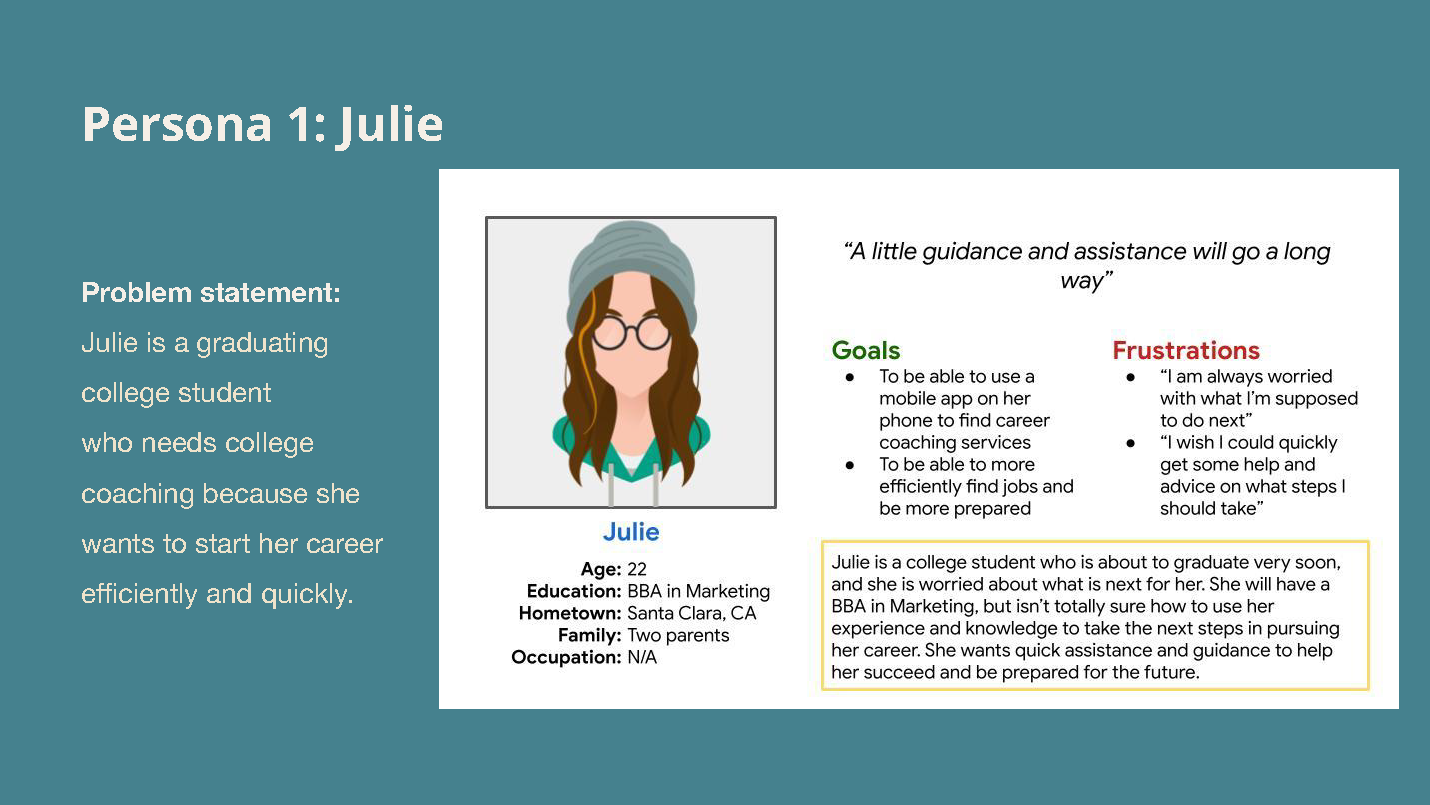 Persona 1: Julie
Problem statement:
Julie is a graduating
college student
who needs college
coaching because she
wants to start her career
efficiently and quickly.
Julie
Age: 22
Education: BBA in Marketing
Hometown: Santa Clara, CA
Family: Two parents
Occupation: N/A
“A little guidance and assistance will go a long
way”
Goals
● To be able to use a
mobile app on her
phone to find career
coaching services
● To be able to more
efficiently find jobs and
be more prepared
Frustrations
● “I am always worried
with what I’m supposed
to do next”
● “I wish I could quickly
get some help and
advice on what steps I
should take”
Julie is a college student who is about to graduate very soon,
and she is worried about what is next for her. She will have a
BBA in Marketing, but isn’t totally sure how to use her
experience and knowledge to take the next steps in pursuing
her career. She wants quick assistance and guidance to help
her succeed and be prepared for the future.